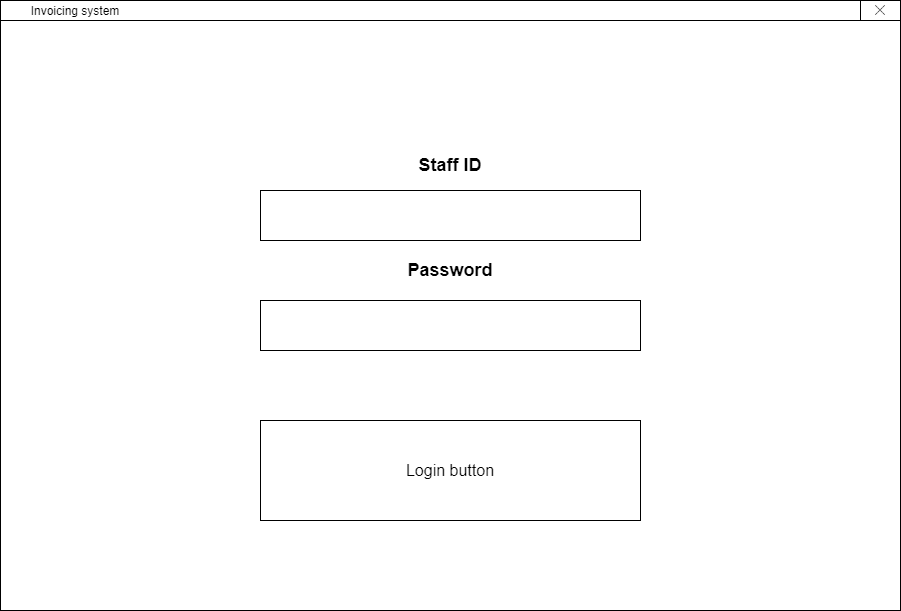 Invoicing system
Staff ID
Password
Login button